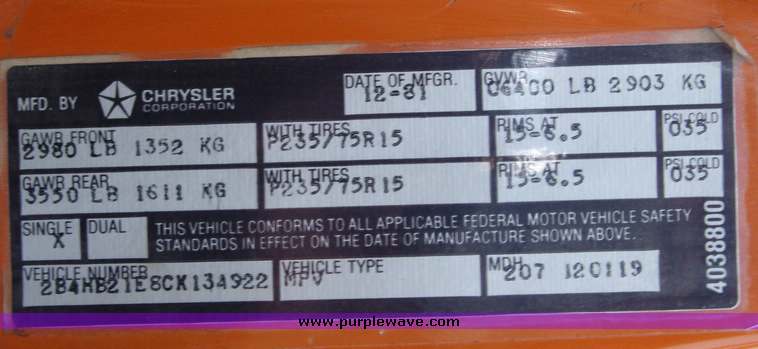 MFD. BY CHRYSLER CORPORATION
DATE OF MFGR. 12-81
GVWR 06400 LB 2903 KG
GAWR FRONT 2980 LB 1352 KG
WITH TIRES P235/75R15
RIMS AT 15-6.5
PSI COLD 035
GAWR REAR 3550 LB 1611 KG
WITH TIRES P235/75R15
RIMS AT 15-6.5
PSI COLD 035
SINGLE X
DUAL
THIS VEHICLE CONFORMS TO ALL APPLICABLE FEDERAL MOTOR VEHICLE SAFETY
STANDARDS IN EFFECT ON THE DATE OF MANUFACTURE SHOWN ABOVE.
VEHICLE NUMBER 2B4HB21E8CK134922
VEHICLE TYPE MPV
MDH 207 120119
4038800
www.purplewave.com